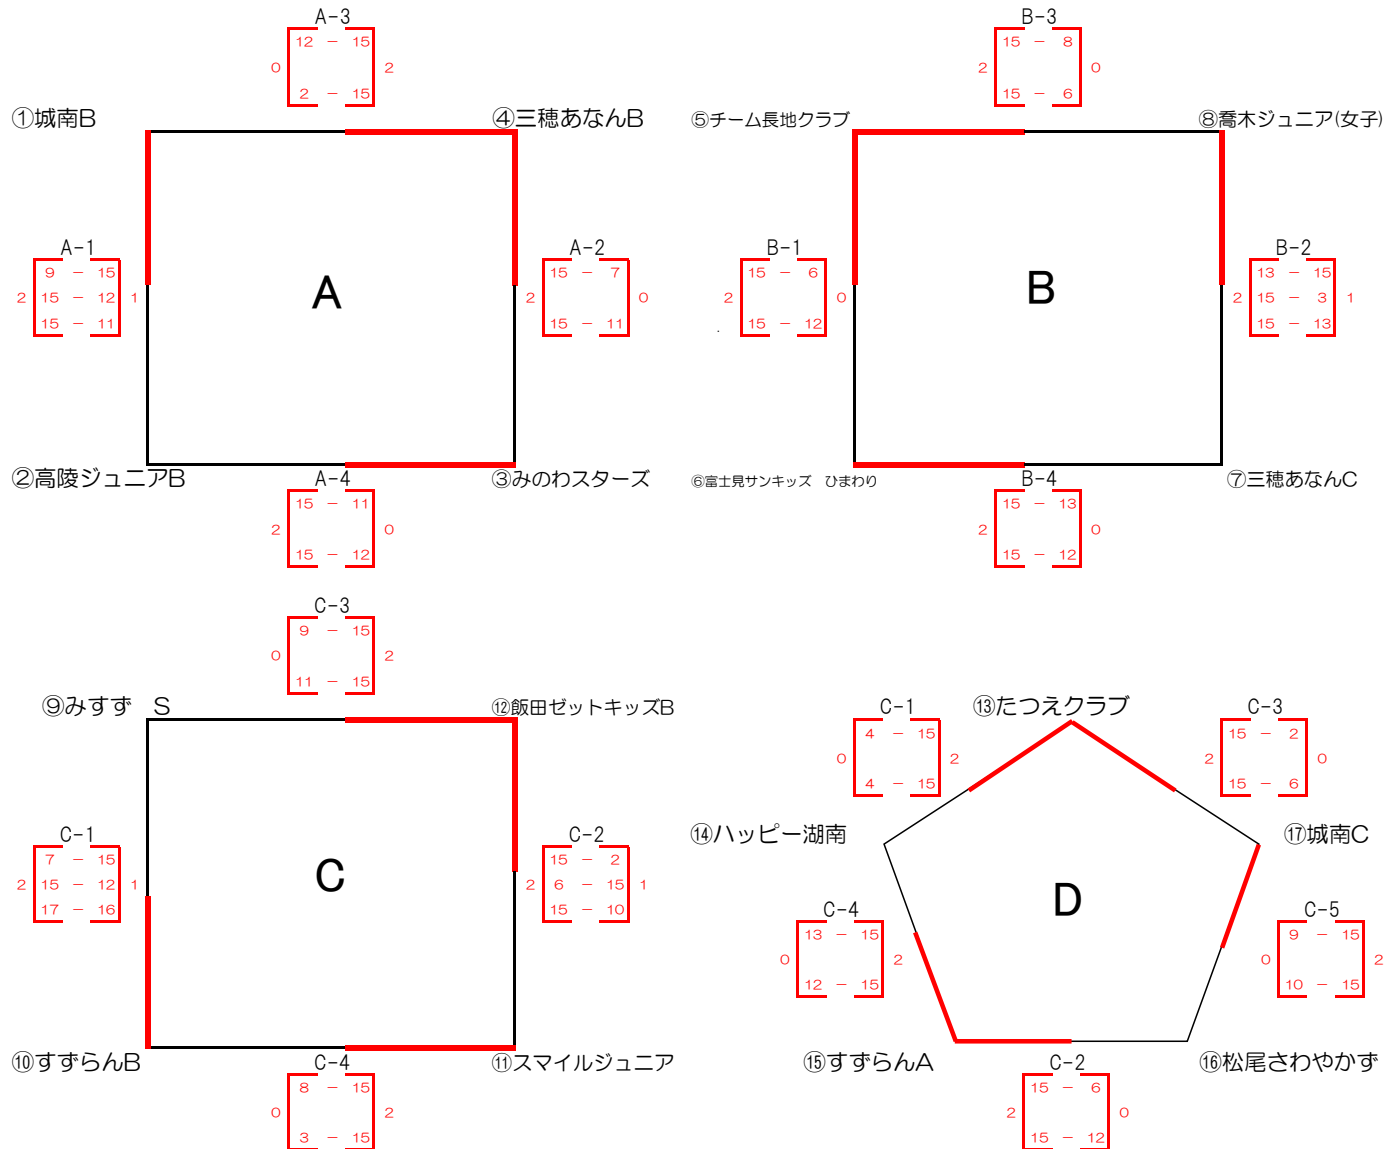 A-3
12 - 15
0 2
2 - 15
①城南B
④三穂あなんB
A-1
9 - 15
2 15 - 12 1
15 - 11
A
A-2
15 - 7
2 0
15 - 11
②高陵ジュニアB
③みのわスターズ
A-4
15 - 11
2 0
15 - 12
B-3
15 - 8
2 0
15 - 6
⑤チーム長地クラブ
⑧喬木ジュニア(女子)
B-1
15 - 6
2 0
15 - 12
B
B-2
13 - 15
2 15 - 3 1
15 - 13
⑥富士見サンキッズ　ひまわり
⑦三穂あなんC
B-4
15 - 13
2 0
15 - 12
C-3
9 - 15
0 2
11 - 15
⑨みすず　S
⑫飯田ゼットキッズB
C-1
7 - 15
2 15 - 12 1
17 - 16
C
C-2
15 - 2
2 6 - 15 1
15 - 10
⑩すずらんB
⑪スマイルジュニア
C-4
8 - 15
0 2
3 - 15
C-1
4 - 15
0 2
4 - 15
⑬たつえクラブ
C-3
15 - 2
2 0
15 - 6
⑭ハッピー湖南
⑰城南C
D
C-4
13 - 15
0 2
12 - 15
C-5
9 - 15
0 2
10 - 15
⑮すずらんA
⑯松尾さわやかず
C-2
15 - 6
2 0
15 - 12